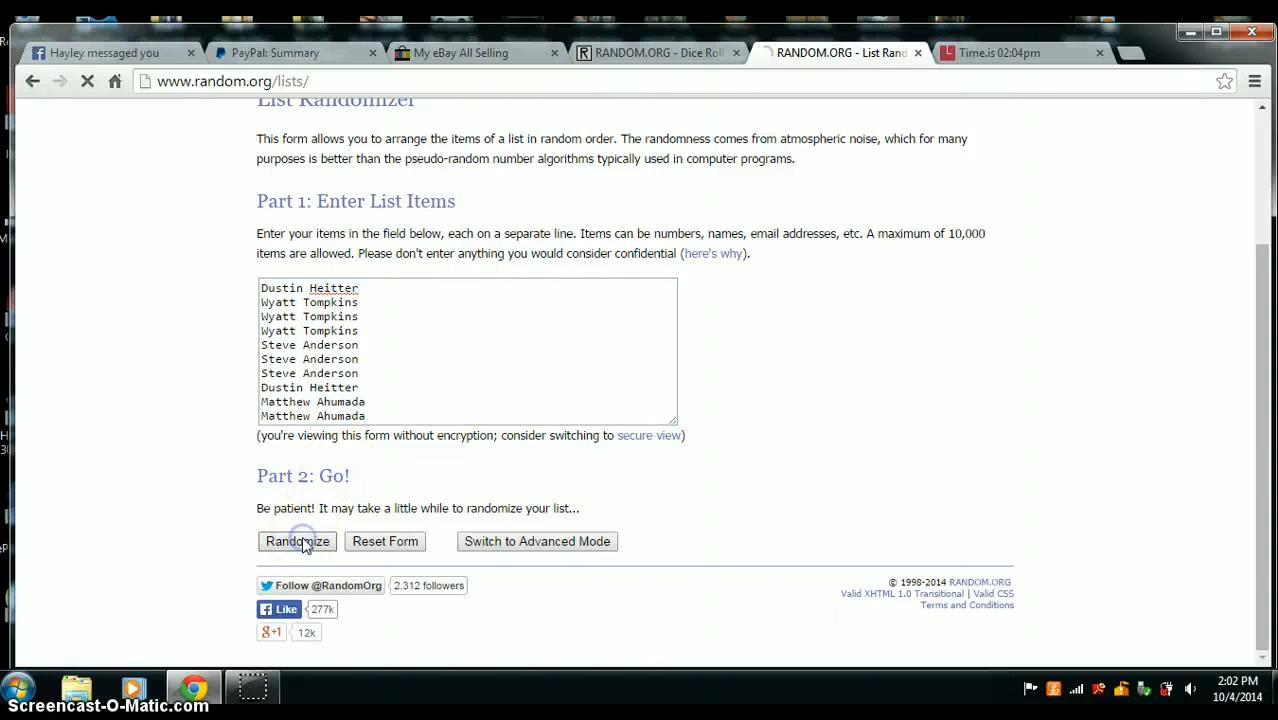 Hayley messaged you
PayPal: Summary
My eBay All Selling
RANDOM.ORG - Dice Roll
RANDOM.ORG - List Rand
Time.is 02:04pm
www.random.org/lists/
List Randomizer
This form allows you to arrange the items of a list in random order. The randomness comes from atmospheric noise, which for many
purposes is better than the pseudo-random number algorithms typically used in computer programs.
Part 1: Enter List Items
Enter your items in the field below, each on a separate line. Items can be numbers, names, email addresses, etc. A maximum of 10,000
items are allowed. Please don't enter anything you would consider confidential (here's why).
Dustin Heitter
Wyatt Tompkins
Wyatt Tompkins
Wyatt Tompkins
Steve Anderson
Steve Anderson
Steve Anderson
Dustin Heitter
Matthew Ahumada
Matthew Ahumada
(you're viewing this form without encryption; consider switching to secure view)
Part 2: Go!
Be patient! It may take a little while to randomize your list...
Randomize Reset Form Switch to Advanced Mode
Follow @RandomOrg 2,312 followers
Like 277k
g+1 12k
© 1998-2014 RANDOM.ORG
Valid XHTML 1.0 Transitional | Valid CSS
Terms and Conditions
2:02 PM
10/4/2014
Screencast-O-Matic.com